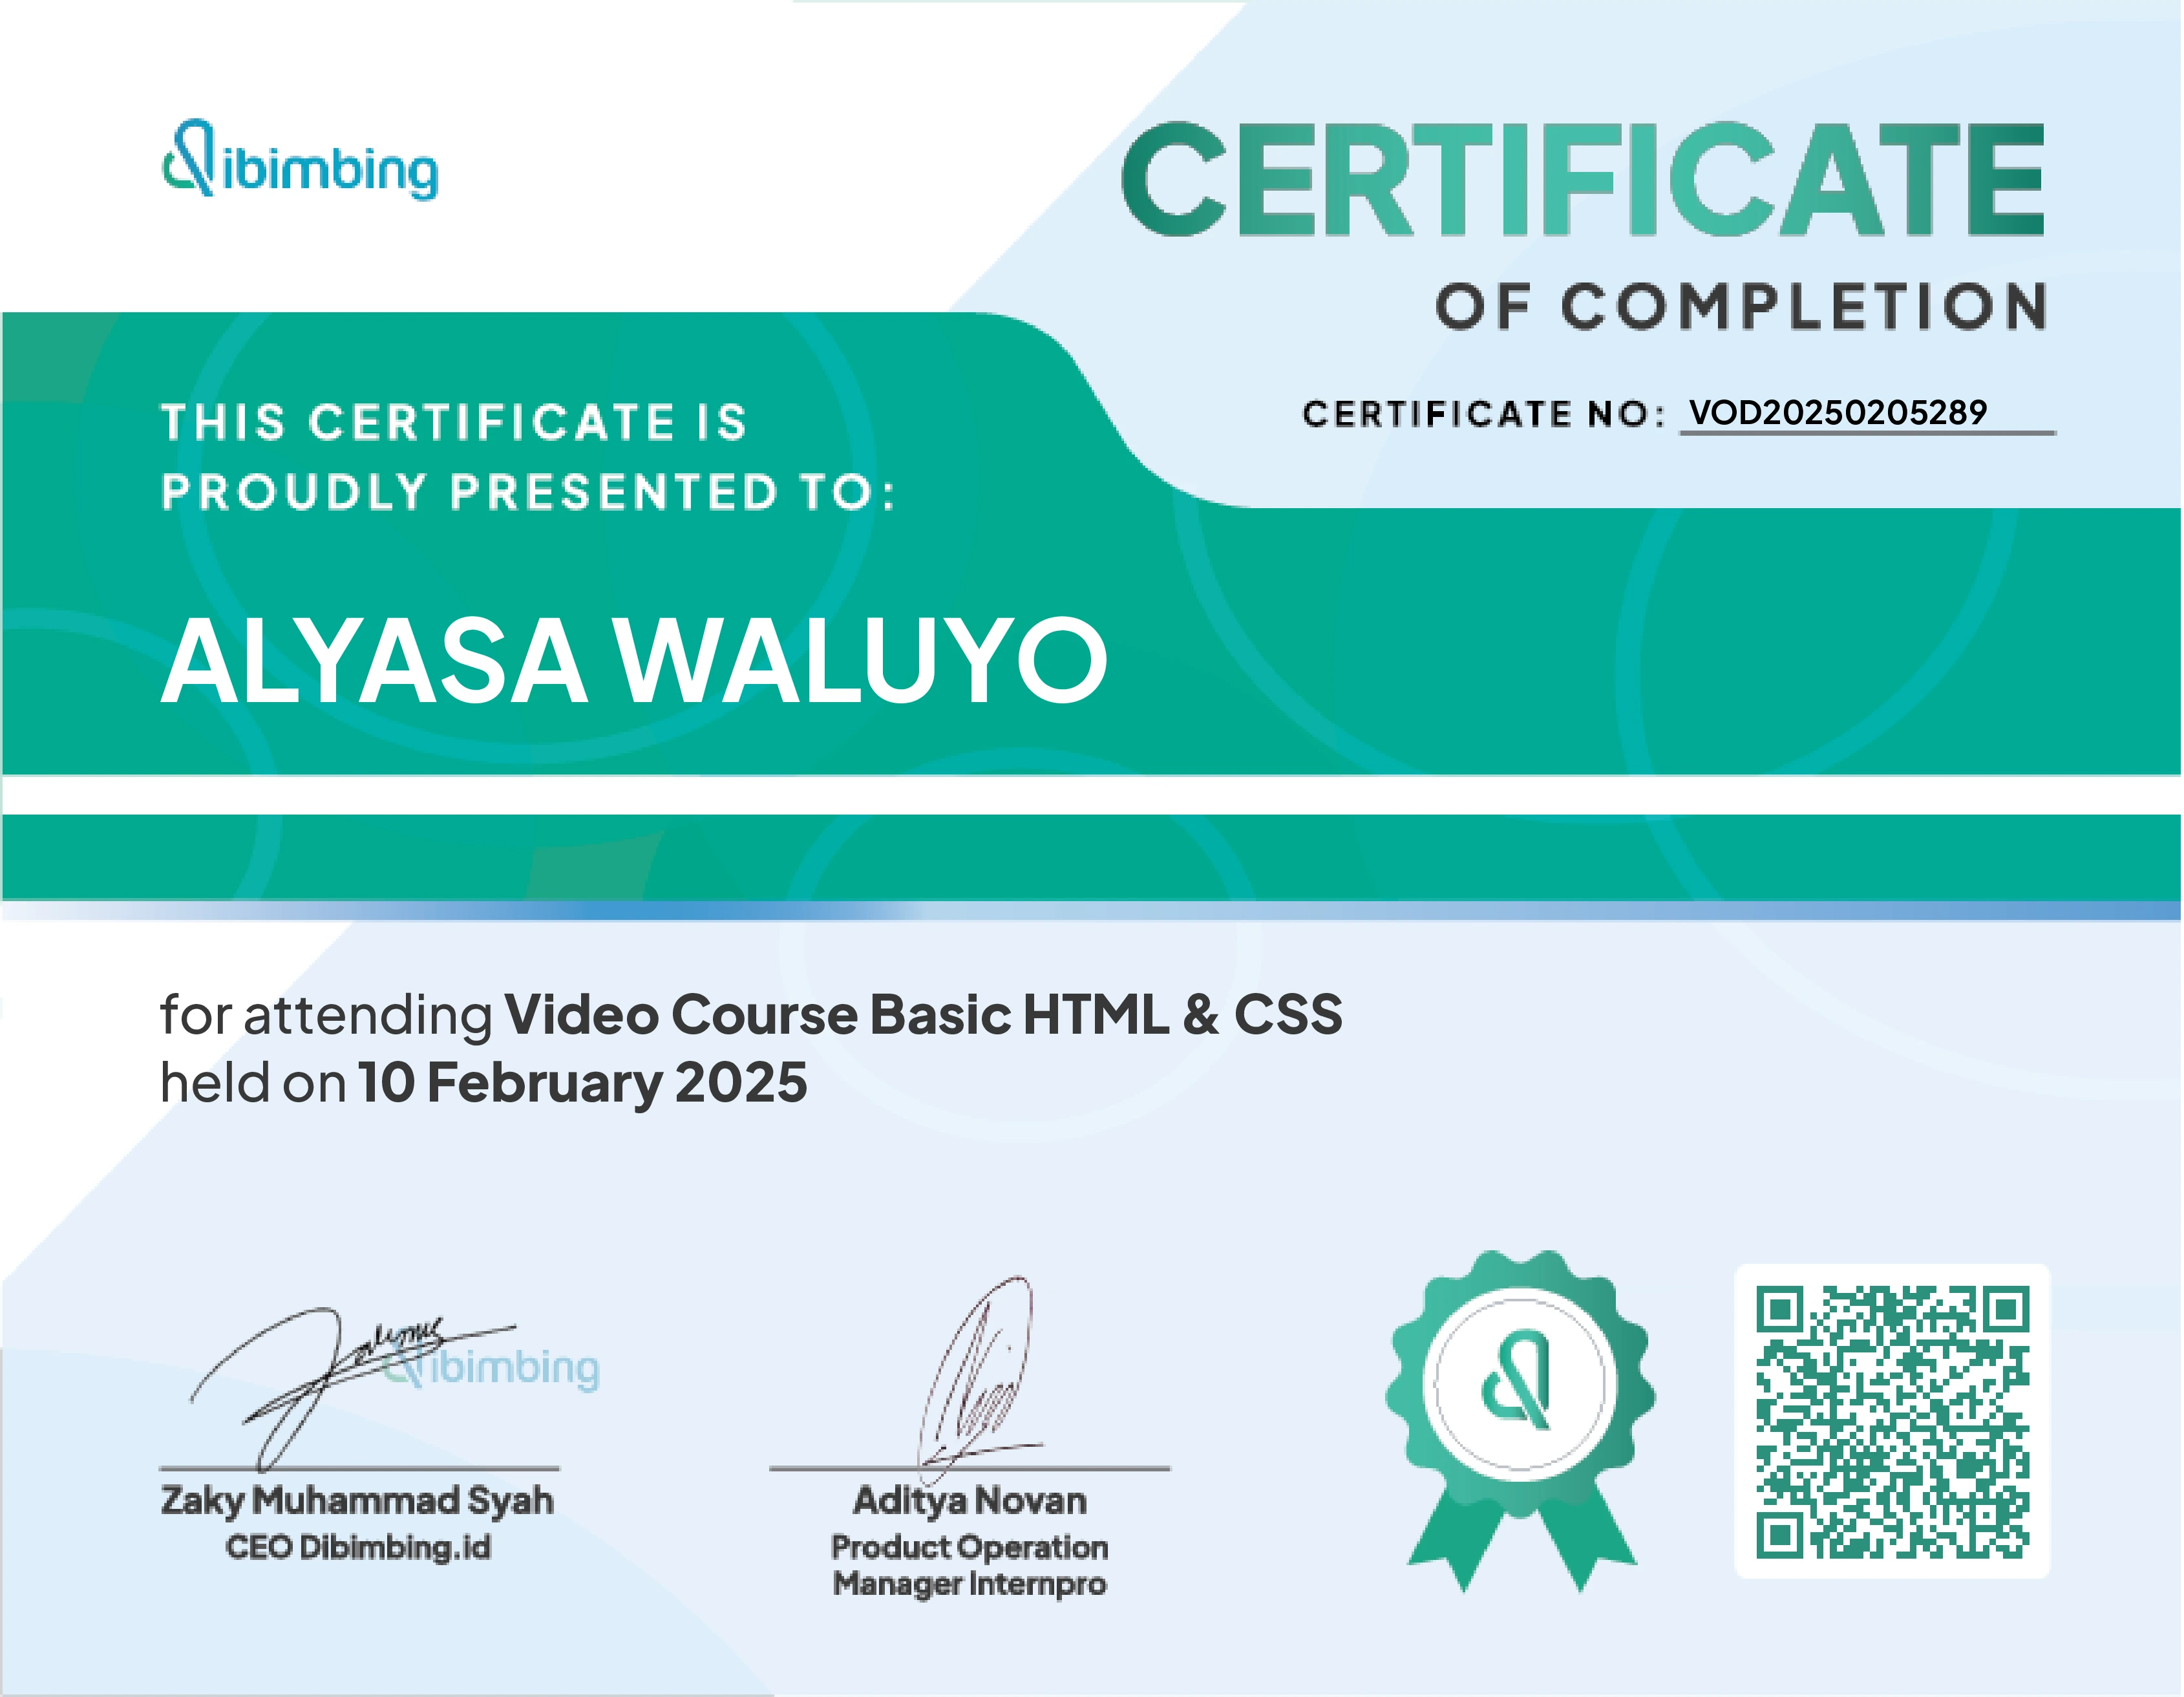 dibimbing
CERTIFICATE
OF COMPLETION
CERTIFICATE NO: VOD20250205289
THIS CERTIFICATE IS
PROUDLY PRESENTED TO:
ALYASA WALUYO
for attending Video Course Basic HTML & CSS
held on 10 February 2025
dibimbing
Zaky Muhammad Syah
CEO Dibimbing.id
Aditya Novan
Product Operation
Manager Internpro